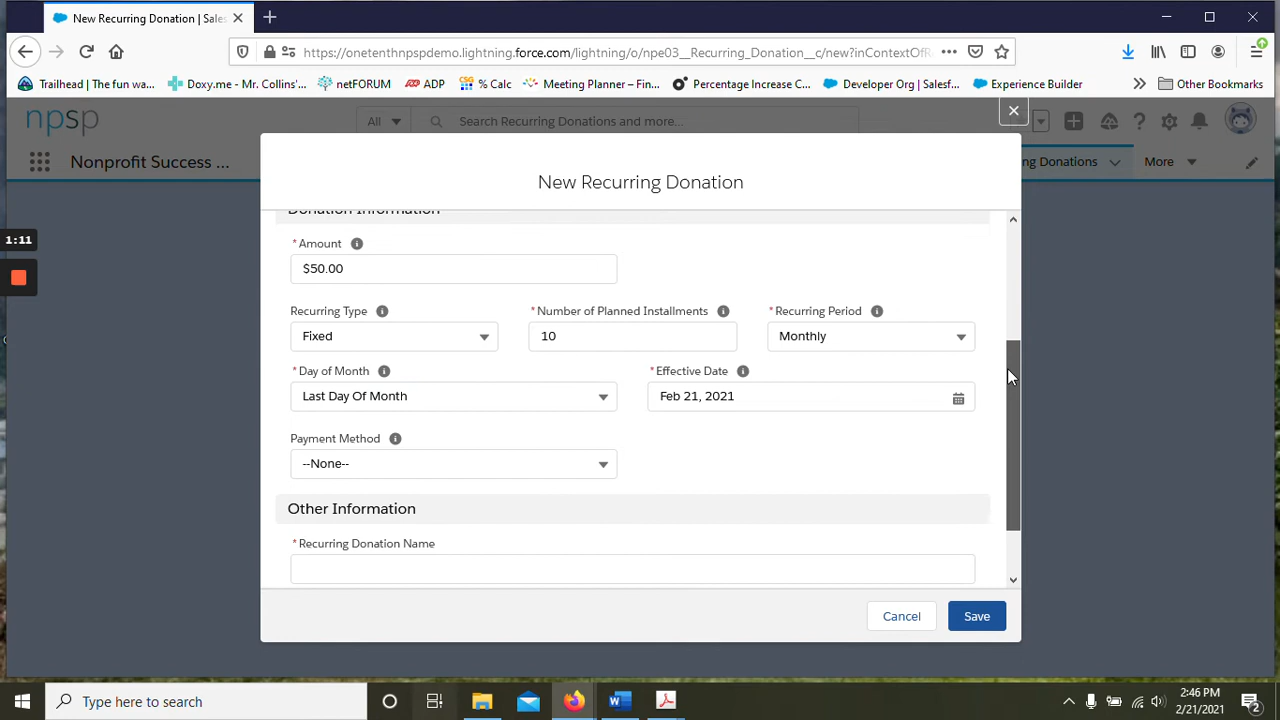 New Recurring Donation | Sales
https://onetenthnpspdemo.lightning.force.com/lightning/o/npe03__Recurring_Donation__c/new?inContextOfR
Trailhead | The fun wa... Doxy.me - Mr. Collins'... netFORUM ADP % Calc Meeting Planner – Fin... Percentage Increase C... Developer Org | Salesf... Experience Builder Other Bookmarks
npsp All Search Recurring Donations and more...
Nonprofit Success ... ng Donations More
New Recurring Donation
Donation Information
1:11
*Amount
$50.00
Recurring Type *Number of Planned Installments *Recurring Period
Fixed 10 Monthly
*Day of Month *Effective Date
Last Day Of Month Feb 21, 2021
Payment Method
--None--
Other Information
*Recurring Donation Name
Cancel Save
Type here to search
2:46 PM
2/21/2021
2